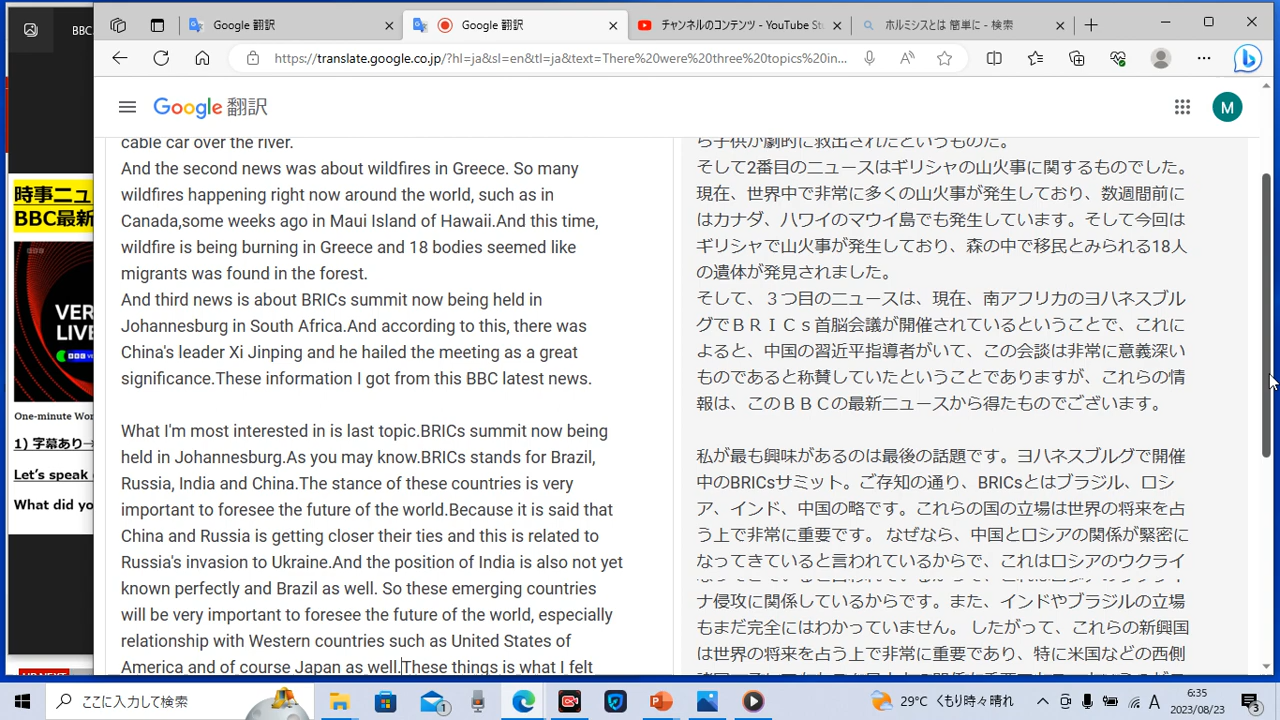 BBC
Google 翻訳
Google 翻訳
チャンネルのコンテンツ - YouTube St
ホルミシスとは 簡単に - 検索
https://translate.google.co.jp/?hl=ja&sl=en&tl=ja&text=There%20were%20three%20topics%20in...
Google 翻訳
M
cable car over the river.
And the second news was about wildfires in Greece. So many
wildfires happening right now around the word, such as in
Canada,some weeks ago in Maui Island of Hawaii.And this time,
wildfire is being burning in Greece and 18 bodies seemed like
migrants was found in the forest.
And third news is about BRICs summit now being held in
Johannesburg in South Africa.And according to this, there was
China's leader Xi Jinping and he hailed the meeting as a great
significance.These information I got from this BBC latest news.
What I'm most interested in is last topic.BRICs summit now being
held in Johannesburg.As you may know.BRICs stands for Brazil,
Russia, India and China.The stance of these countries is very
important to foresee the future of the world.Because it is said that
China and Russia is getting closer their ties and this is related to
Russia's invasion to Ukraine.And the position of India is also not yet
known perfectly and Brazil as well. So these emerging countries
will be very important to foresee the future of the world, especially
relationship with Western countries such as United States of
America and of course Japan as well.These things is what I felt
ら子供が劇的に救出されたというものだ。
そして2番目のニュースはギリシャの山火事に関するものでした。
現在、世界中で非常に多くの山火事が発生しており、数週間前に
はカナダ、ハワイのマウイ島でも発生しています。そして今回は
ギリシャで山火事が発生しており、森の中で移民とみられる18人
の遺体が発見されました。
そして、３つ目のニュースは、現在、南アフリカのヨハネスブル
グでＢＲＩＣｓ首脳会議が開催されているということで、これに
よると、中国の習近平指導者がいて、この会談は非常に意義深い
ものであると称賛していたということでありますが、これらの情
報は、このＢＢＣの最新ニュースから得たものでございます。
私が最も興味があるのは最後の話題です。ヨハネスブルグで開催
中のBRICsサミット。ご存知の通り、BRICsとはブラジル、ロシ
ア、インド、中国の略です。これらの国の立場は世界の将来を占
う上で非常に重要です。 なぜなら、中国とロシアの関係が緊密に
なってきていると言われているからで、これはロシアのウクライ
ナ侵攻に関係しているからです。また、インドやブラジルの立場
もまだ完全にはわかっていません。 したがって、これらの新興国
は世界の将来を占う上で非常に重要であり、特に米国などの西側
時事ニュ
BBC最新
VER
LIVE
BBC
One-minute Wor
1) 字幕あり→
Let's speak
What did yo
ここに入力して検索
29°C くもり時々晴れ
A
6:35
2023/08/23
3